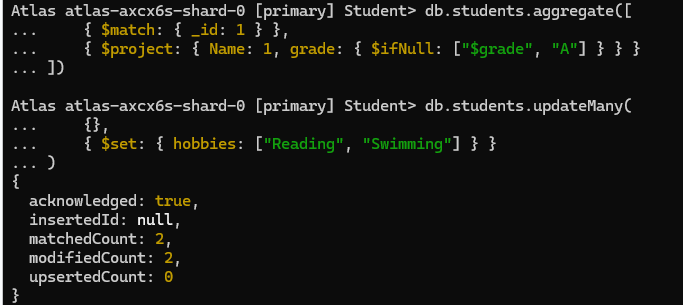 Atlas atlas-axcx6s-shard-0 [primary] Student> db.students.aggregate([
...     { $match: { _id: 1 } },
...     { $project: { Name: 1, grade: { $ifNull: ["$grade", "A"] } } }
... ])

Atlas atlas-axcx6s-shard-0 [primary] Student> db.students.updateMany(
...     {},
...     { $set: { hobbies: ["Reading", "Swimming"] } }
... )
{
  acknowledged: true,
  insertedId: null,
  matchedCount: 2,
  modifiedCount: 2,
  upsertedCount: 0
}